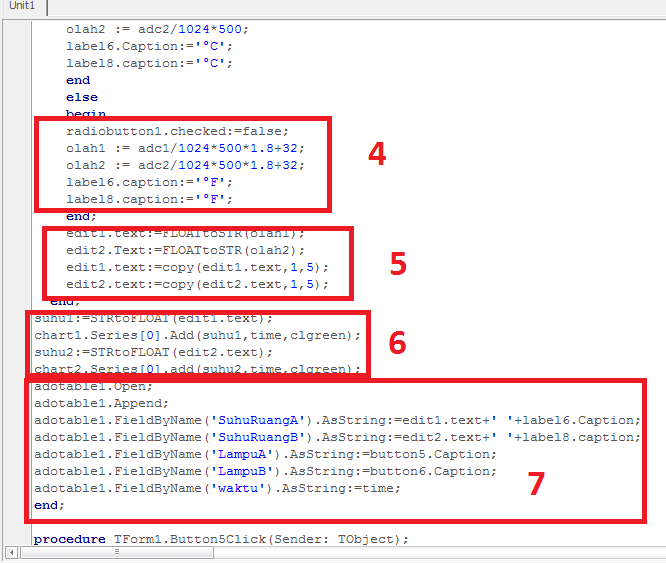 Unit1
olah2 := adc2/1024*500;
label6.Caption:='°C';
label8.caption:='°C';
end
else
begin
radiobutton1.checked:=false;
olah1 := adc1/1024*500*1.8+32;
olah2 := adc2/1024*500*1.8+32;
label6.caption:='°F';
label8.caption:='°F';
4
end;
edit1.text:=FLOATtoSTR(olah1);
edit2.Text:=FLOATtoSTR(olah2);
edit1.text:=copy(edit1.text,1,5);
edit2.text:=copy(edit2.text,1,5);
5
end;
suhu1:=STRtoFLOAT(edit1.text);
chart1.Series[0].Add(suhu1,time,clgreen);
suhu2:=STRtoFLOAT(edit2.text);
chart2.Series[0].add(suhu2,time,clgreen);
6
adotable1.Open;
adotable1.Append;
adotable1.FieldByName('SuhuRuangA').AsString:=edit1.text+' '+label6.Caption;
adotable1.FieldByName('SuhuRuangB').AsString:=edit2.text+' '+label8.caption;
adotable1.FieldByName('LampuA').AsString:=button5.Caption;
adotable1.FieldByName('LampuB').AsString:=button6.Caption;
adotable1.FieldByName('waktu').AsString:=time;
7
end;
procedure TForm1.Button5Click(Sender: TObject);